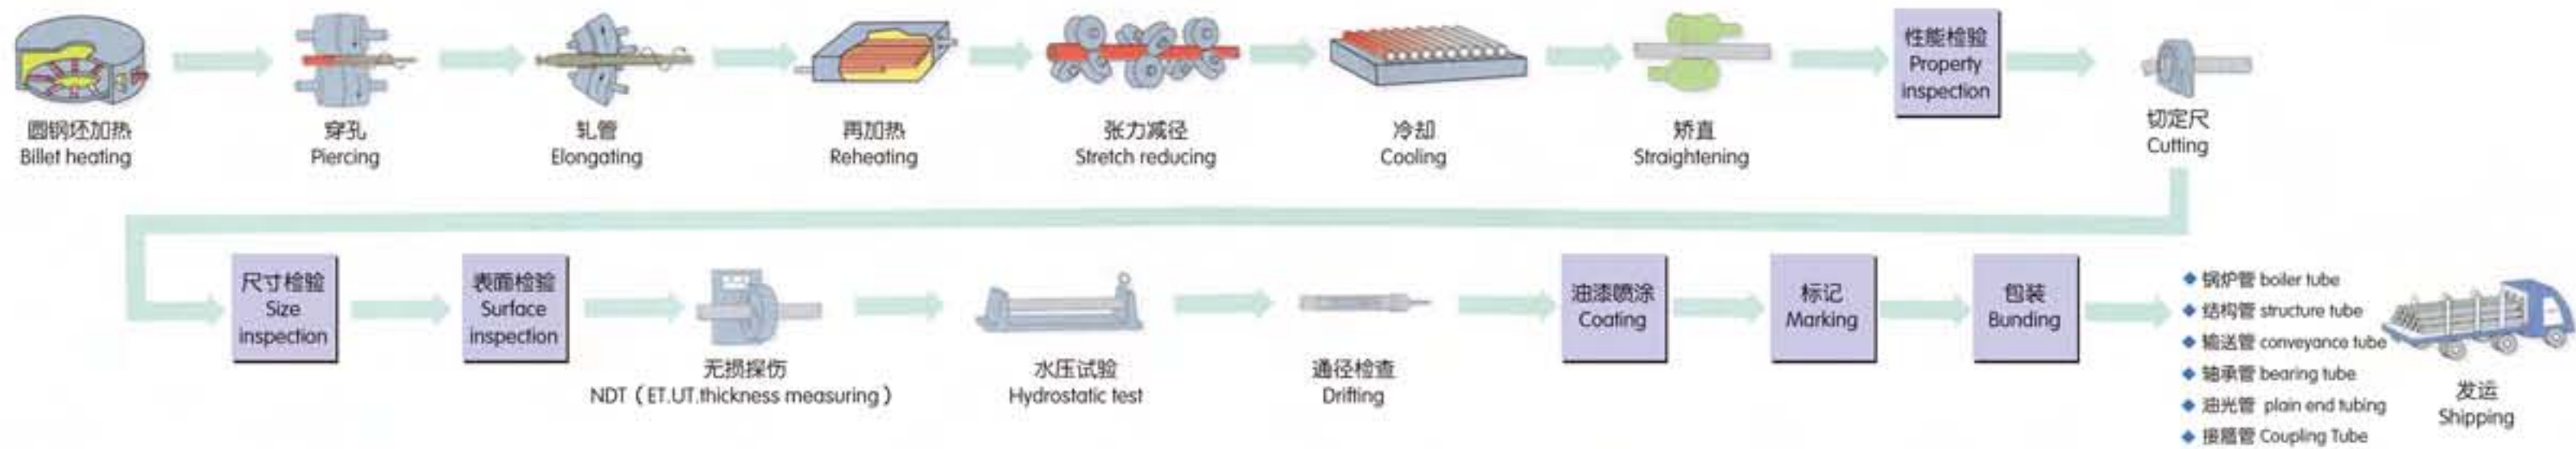 圆钢坯加热
Billet heating
穿孔
Piercing
轧管
Elongating
再加热
Reheating
张力减径
Stretch reducing
冷却
Cooling
矫直
Straightening
性能检验
Property
inspection
切定尺
Cutting
尺寸检验
Size
inspection
表面检验
Surface
inspection
无损探伤
NDT ( ET.UT.thickness measuring )
水压试验
Hydrostatic test
通径检查
Drifting
油漆喷涂
Coating
标记
Marking
包装
Bunding
锅炉管 boiler tube
结构管 structure tube
输送管 conveyance tube
轴承管 bearing tube
油光管 plain end tubing
接箍管 Coupling Tube
发运
Shipping